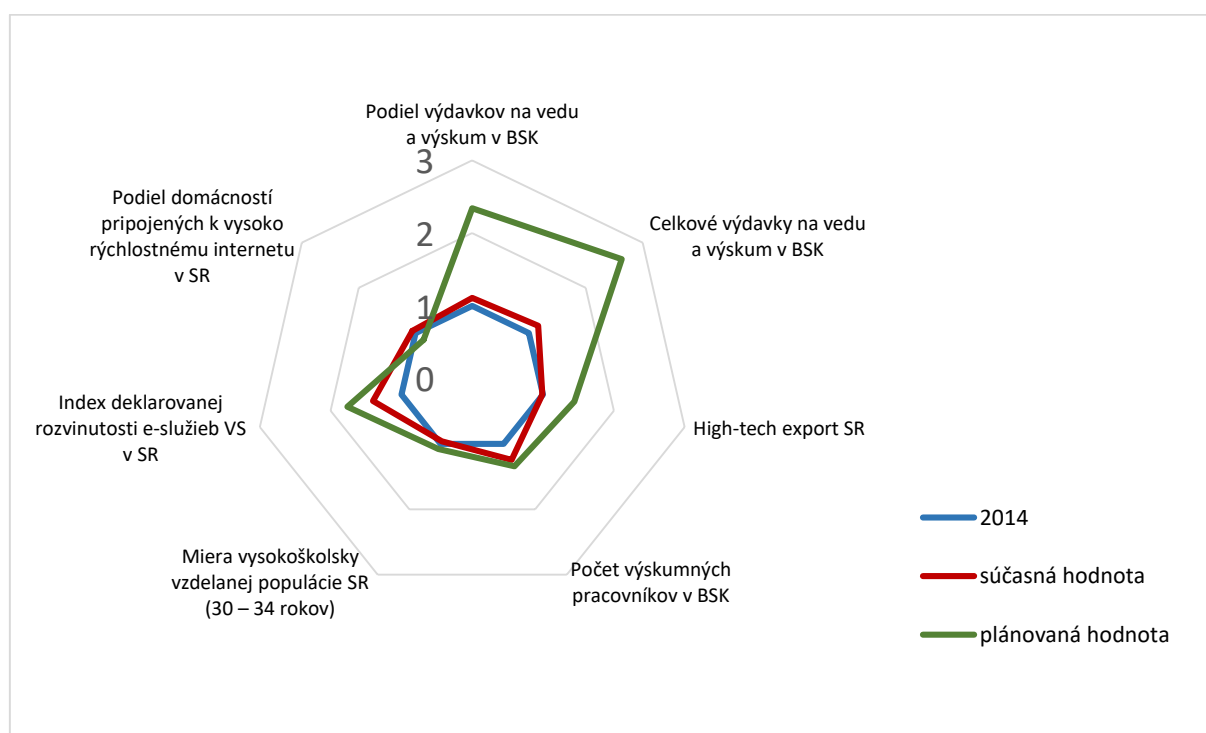 Podiel výdavkov na vedu
a výskum v BSK
Celkové výdavky na vedu
a výskum v BSK
High-tech export SR
Počet výskumných
pracovníkov v BSK
Miera vysokoškolsky
vzdelanej populácie SR
(30 – 34 rokov)
Index deklarovanej
rozvinutosti e-služieb VS
v SR
Podiel domácností
pripojených k vysoko
rýchlostnému internetu
v SR
3
2
1
0
2014
súčasná hodnota
plánovaná hodnota